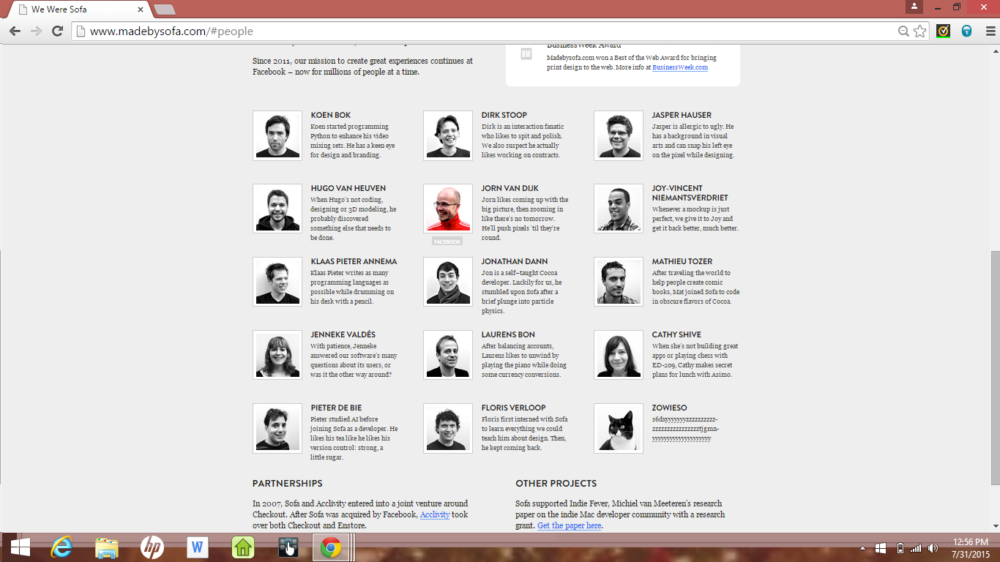 We Were Sofa
www.madebysofa.com/#people
BusinessWeek Award
Since 2011, our mission to create great experiences continues at
Facebook – now for millions of people at a time.
BW
Madebysofa.com won a Best of the Web Award for bringing
print design to the web. More info at BusinessWeek.com
KOEN BOK
Koen started programming
Python to enhance his video
mixing sets. He has a keen eye
for design and branding.
DIRK STOOP
Dirk is an interaction fanatic
who likes to spit and polish.
We also suspect he actually
likes working on contracts.
JASPER HAUSER
Jasper is allergic to ugly. He
has a background in visual
arts and can snap his left eye
on the pixel while designing.
HUGO VAN HEUVEN
When Hugo's not coding,
designing or 3D modeling, he
probably discovered
something else that needs to
be done.
JORN VAN DIJK
Jorn likes coming up with the
big picture, then zooming in
like there's no tomorrow.
He'll push pixels 'til they're
round.
FACEBOOK
JOY-VINCENT
NIEMANTSVERDRIET
Whenever a mockup is just
perfect, we give it to Joy and
get it back better, much better.
KLAAS PIETER ANNEMA
Klaas Pieter writes as many
programming languages as
possible while drumming on
his desk with a pencil.
JONATHAN DANN
Jon is a self–taught Cocoa
developer. Luckily for us, he
stumbled upon Sofa after a
brief plunge into particle
physics.
MATHIEU TOZER
After traveling the world to
help people create comic
books, Mat joined Sofa to code
in obscure flavors of Cocoa.
JENNEKE VALDÉS
With patience, Jenneke
answered our software's many
questions about its users, or
was it the other way around?
LAURENS BON
After balancing accounts,
Laurens likes to unwind by
playing the piano while doing
some currency conversions.
CATHY SHIVE
When she's not building great
apps or playing chess with
ED-209, Cathy makes secret
plans for lunch with Asimo.
PIETER DE BIE
Pieter studied AI before
joining Sofa as a developer. He
likes his tea like he likes his
version control: strong, a
little sugar.
FLORIS VERLOOP
Floris first interned with Sofa
to learn everything we could
teach him about design. Then,
he kept coming back.
ZOWIESO
PARTNERSHIPS
In 2007, Sofa and Acclivity entered into a joint venture around
Checkout. After Sofa was acquired by Facebook, Acclivity took
over both Checkout and Enstore.
OTHER PROJECTS
Sofa supported Indie Fever, Michiel van Meeteren's research
paper on the indie Mac developer community with a research
grant. Get the paper here.
hp
W
12:56 PM
7/31/2015